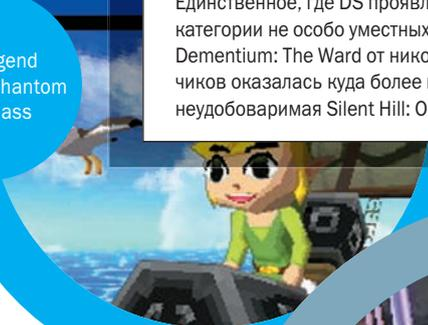 gend
hantom
ass
Единственное, где DS проявл
категории не особо уместных
Dementium: The Ward от нико
чиков оказалась куда более
неудобоваримая Silent Hill: O